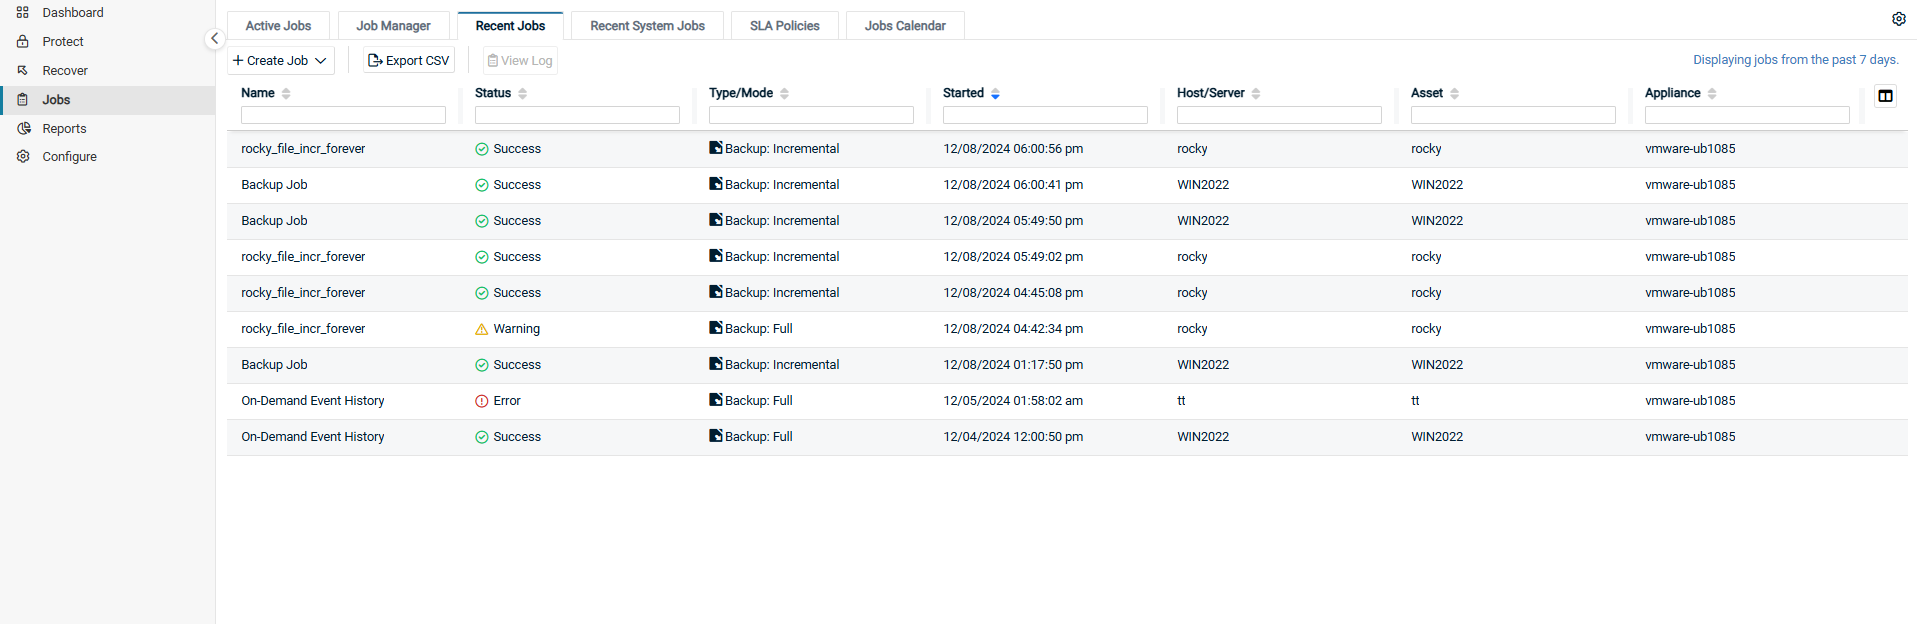 Dashboard
Protect
Recover
Jobs
Reports
Configure
Active Jobs Job Manager Recent Jobs Recent System Jobs SLA Policies Jobs Calendar
+ Create Job Export CSV View Log Displaying jobs from the past 7 days.
Name Status Type/Mode Started Host/Server Asset Appliance
rocky_file_incr_forever Success Backup: Incremental 12/08/2024 06:00:56 pm rocky rocky vmware-ub1085
Backup Job Success Backup: Incremental 12/08/2024 06:00:41 pm WIN2022 WIN2022 vmware-ub1085
Backup Job Success Backup: Incremental 12/08/2024 05:49:50 pm WIN2022 WIN2022 vmware-ub1085
rocky_file_incr_forever Success Backup: Incremental 12/08/2024 05:49:02 pm rocky rocky vmware-ub1085
rocky_file_incr_forever Success Backup: Incremental 12/08/2024 04:45:08 pm rocky rocky vmware-ub1085
rocky_file_incr_forever Warning Backup: Full 12/08/2024 04:42:34 pm rocky rocky vmware-ub1085
Backup Job Success Backup: Incremental 12/08/2024 01:17:50 pm WIN2022 WIN2022 vmware-ub1085
On-Demand Event History Error Backup: Full 12/05/2024 01:58:02 am tt tt vmware-ub1085
On-Demand Event History Success Backup: Full 12/04/2024 12:00:50 pm WIN2022 WIN2022 vmware-ub1085